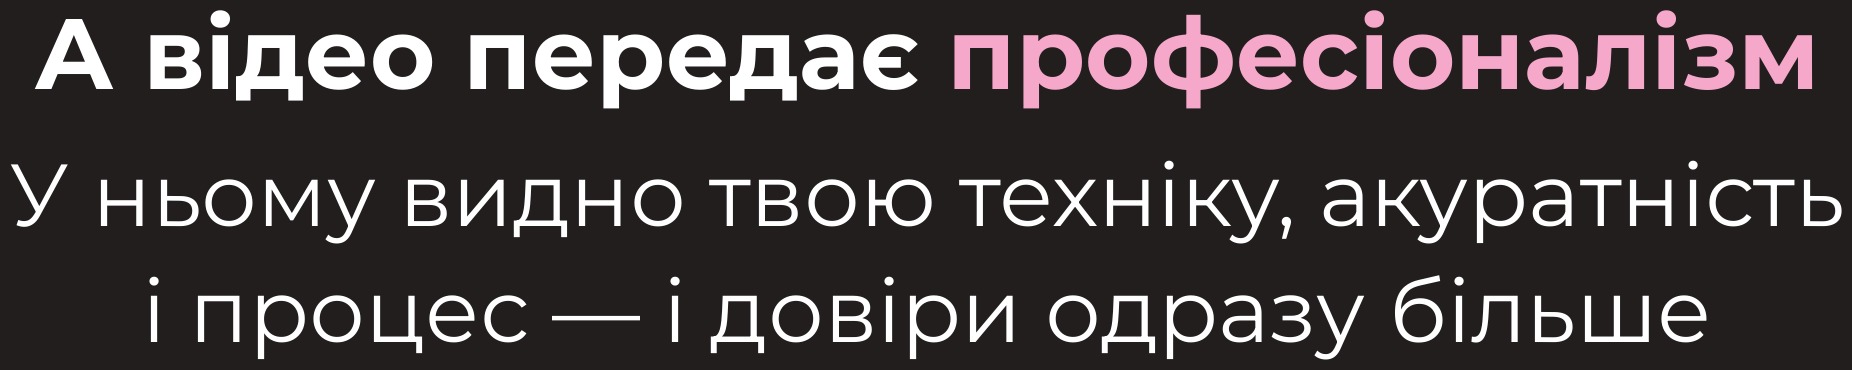 А відео передає професіоналізм
У ньому видно твою техніку, акуратність
і процес — і довіри одразу більше